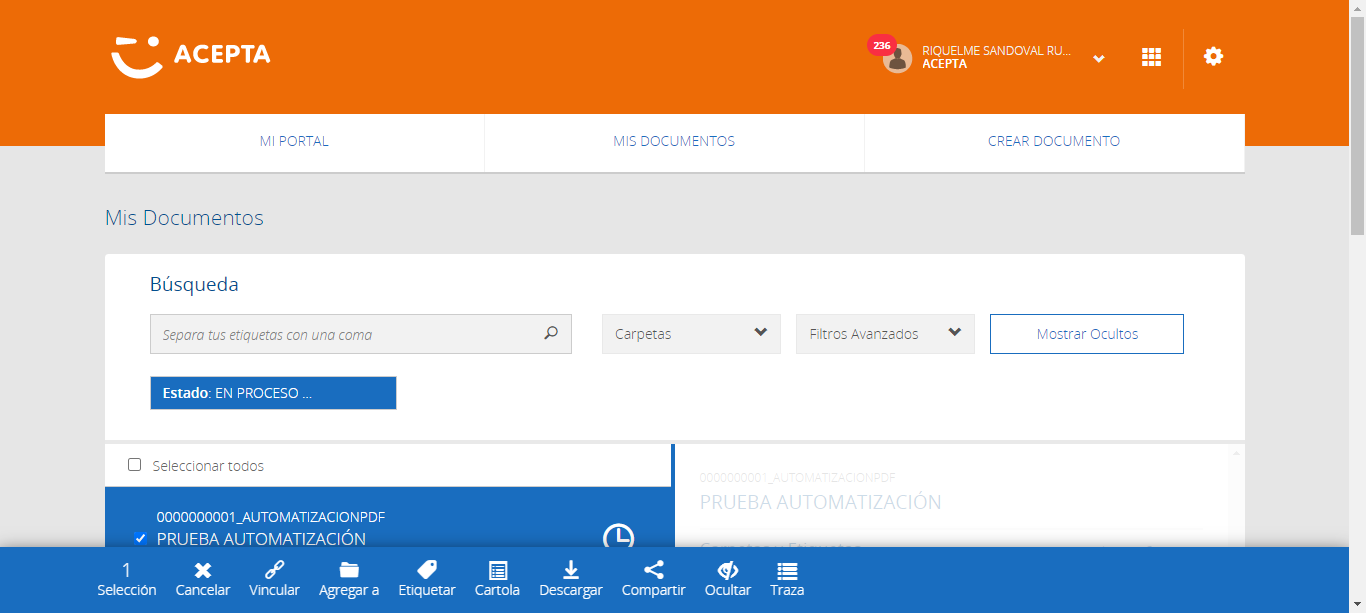 ACEPTA
236
RIQUELME SANDOVAL RU...
ACEPTA
MI PORTAL
MIS DOCUMENTOS
CREAR DOCUMENTO
Mis Documentos
Búsqueda
Separa tus etiquetas con una coma
Carpetas
Filtros Avanzados
Mostrar Ocultos
Estado: EN PROCESO ...
Seleccionar todos
0000000001_AUTOMATIZACIONPDF
PRUEBA AUTOMATIZACIÓN
0000000001_AUTOMATIZACIONPDF
PRUEBA AUTOMATIZACIÓN
Carpetas y Etiquetas
1
Selección
Cancelar
Vincular
Agregar a
Etiquetar
Cartola
Descargar
Compartir
Ocultar
Traza